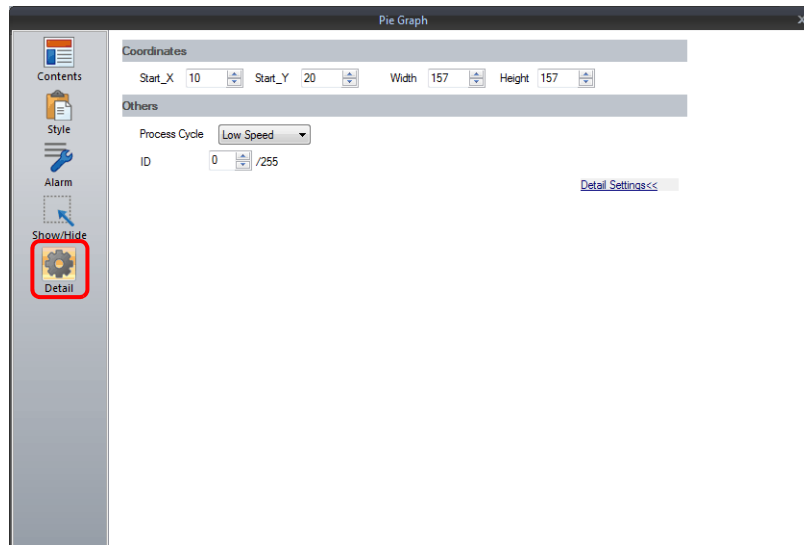 Pie Graph
Contents
Style
Alarm
Show/Hide
Detail
Coordinates
Start_X 10 Start_Y 20 Width 157 Height 157
Others
Process Cycle Low Speed
ID 0 /255
Detail Settings<<